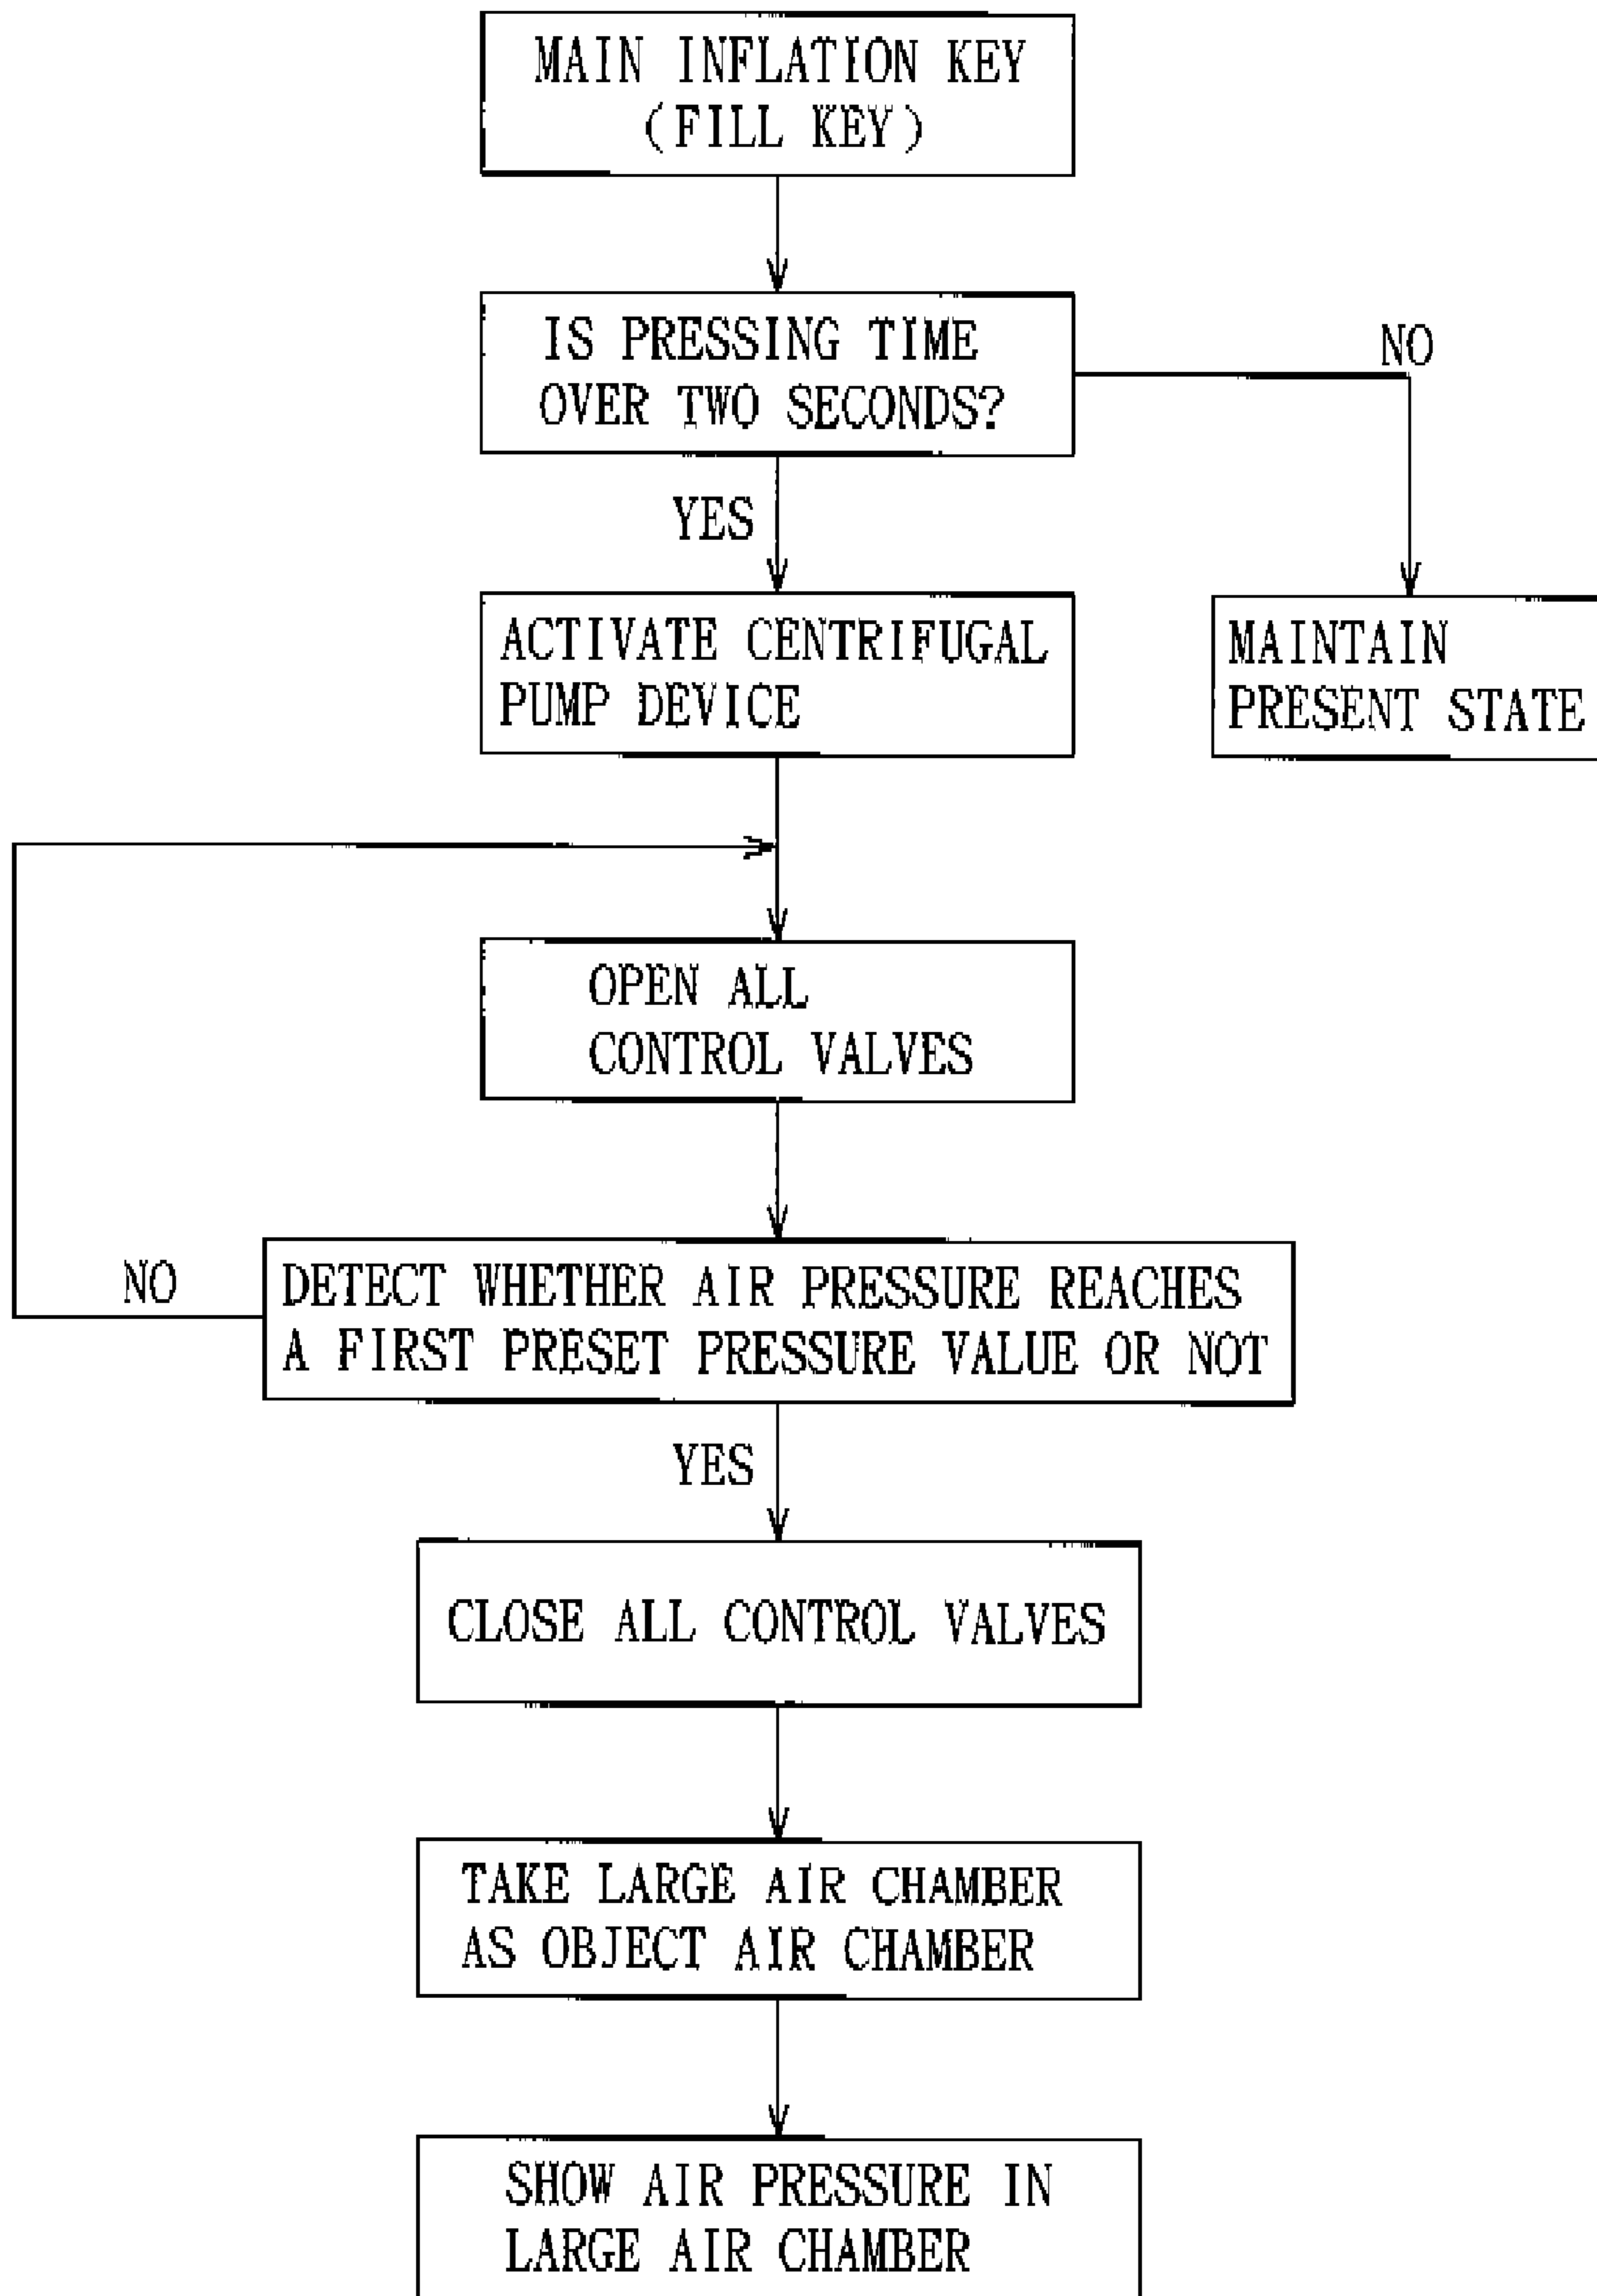 MAIN INFLATION KEY
(FILL KEY)
IS PRESSING TIME
OVER TWO SECONDS?
NO
YES
ACTIVATE CENTRIFUGAL
PUMP DEVICE
MAINTAIN
PRESENT STATE
OPEN ALL
CONTROL VALVES
NO
DETECT WHETHER AIR PRESSURE REACHES
A FIRST PRESET PRESSURE VALUE OR NOT
YES
CLOSE ALL CONTROL VALVES
TAKE LARGE AIR CHAMBER
AS OBJECT AIR CHAMBER
SHOW AIR PRESSURE IN
LARGE AIR CHAMBER